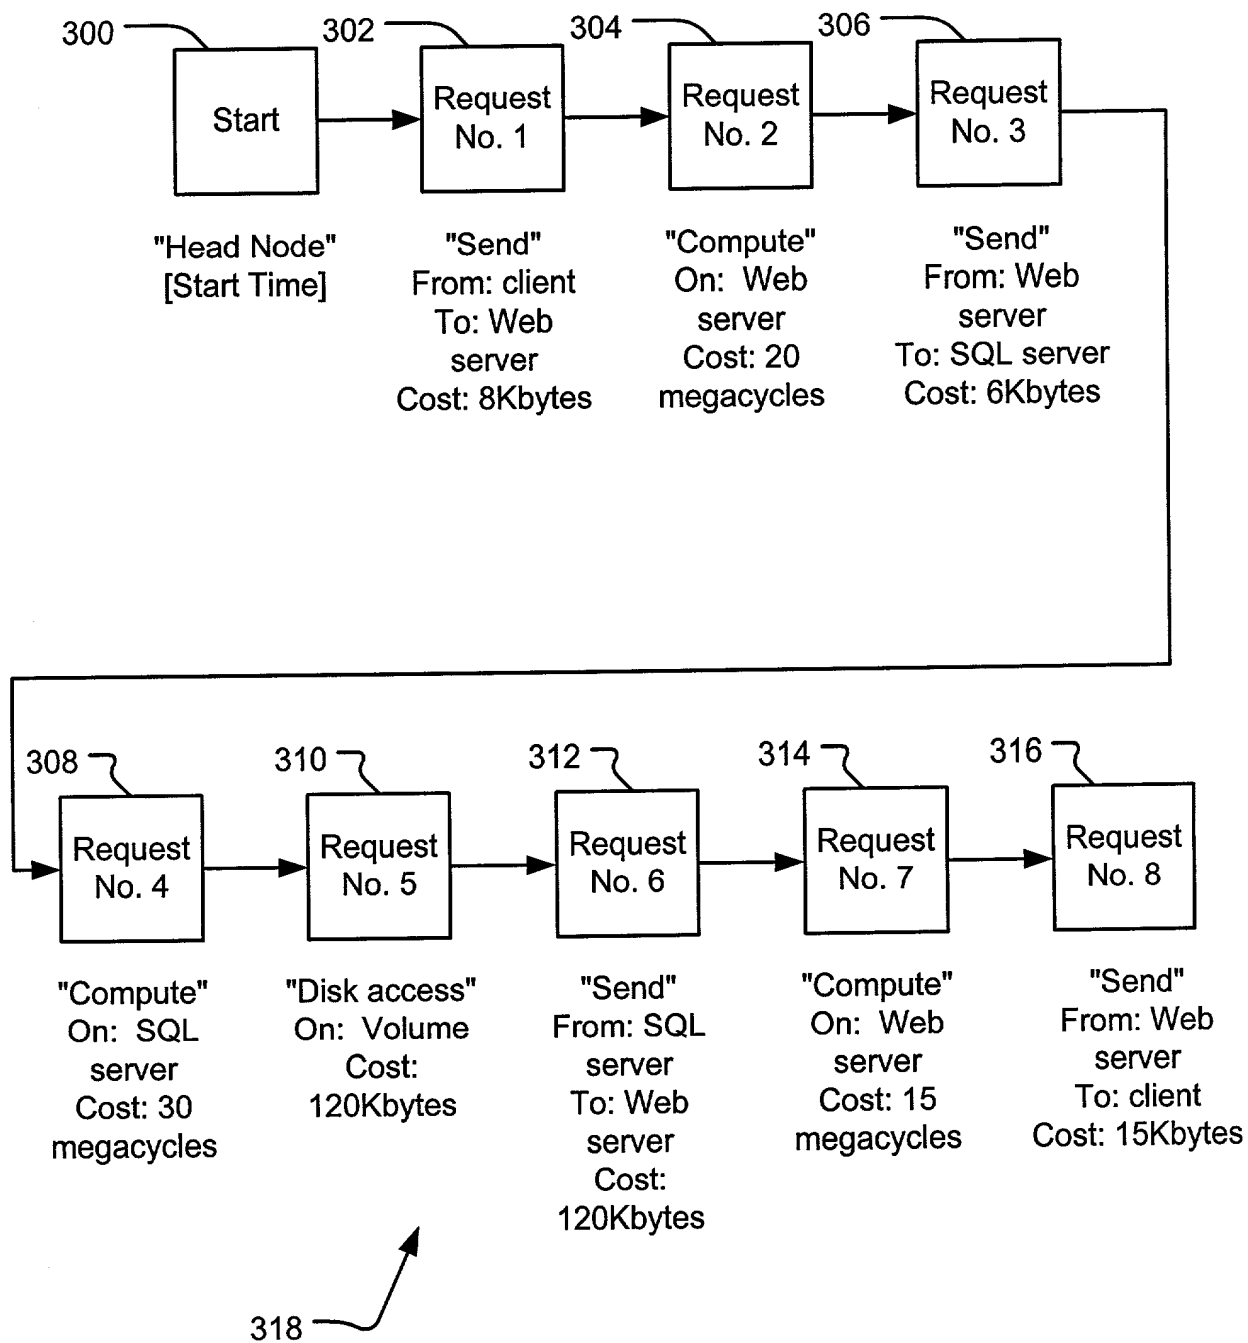 300
302
304
306
Start
Request
No. 1
Request
No. 2
Request
No. 3
"Head Node"
[Start Time]
"Send"
From: client
To: Web
server
Cost: 8Kbytes
"Compute"
On: Web
server
Cost: 20
megacycles
"Send"
From: Web
server
To: SQL server
Cost: 6Kbytes
308
310
312
314
316
Request
No. 4
Request
No. 5
Request
No. 6
Request
No. 7
Request
No. 8
"Compute"
On: SQL
server
Cost: 30
megacycles
"Disk access"
On: Volume
Cost:
120Kbytes
"Send"
From: SQL
server
To: Web
server
Cost:
120Kbytes
"Compute"
On: Web
server
Cost: 15
megacycles
"Send"
From: Web
server
To: client
Cost: 15Kbytes
318